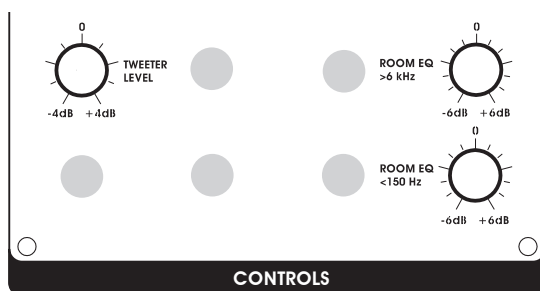 0
TWEETER
LEVEL
-4dB +4dB
0
ROOM EQ
>6 kHz
-6dB +6dB
0
ROOM EQ
<150 Hz
-6dB +6dB
CONTROLS